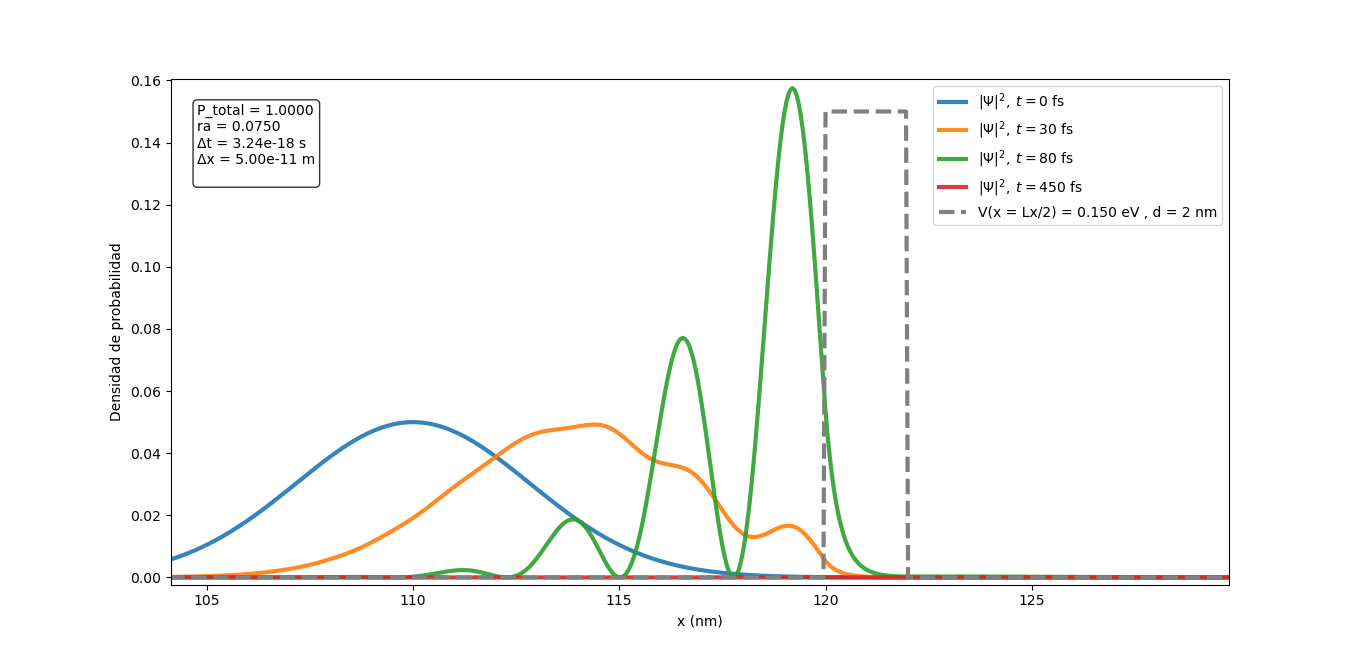 P_total = 1.0000
ra = 0.0750
Δt = 3.24e-18 s
Δx = 5.00e-11 m
|Ψ|², t = 0 fs
|Ψ|², t = 30 fs
|Ψ|², t = 80 fs
|Ψ|², t = 450 fs
V(x = Lx/2) = 0.150 eV , d = 2 nm
Densidad de probabilidad
0.16
0.14
0.12
0.10
0.08
0.06
0.04
0.02
0.00
105 110 115 120 125
x (nm)